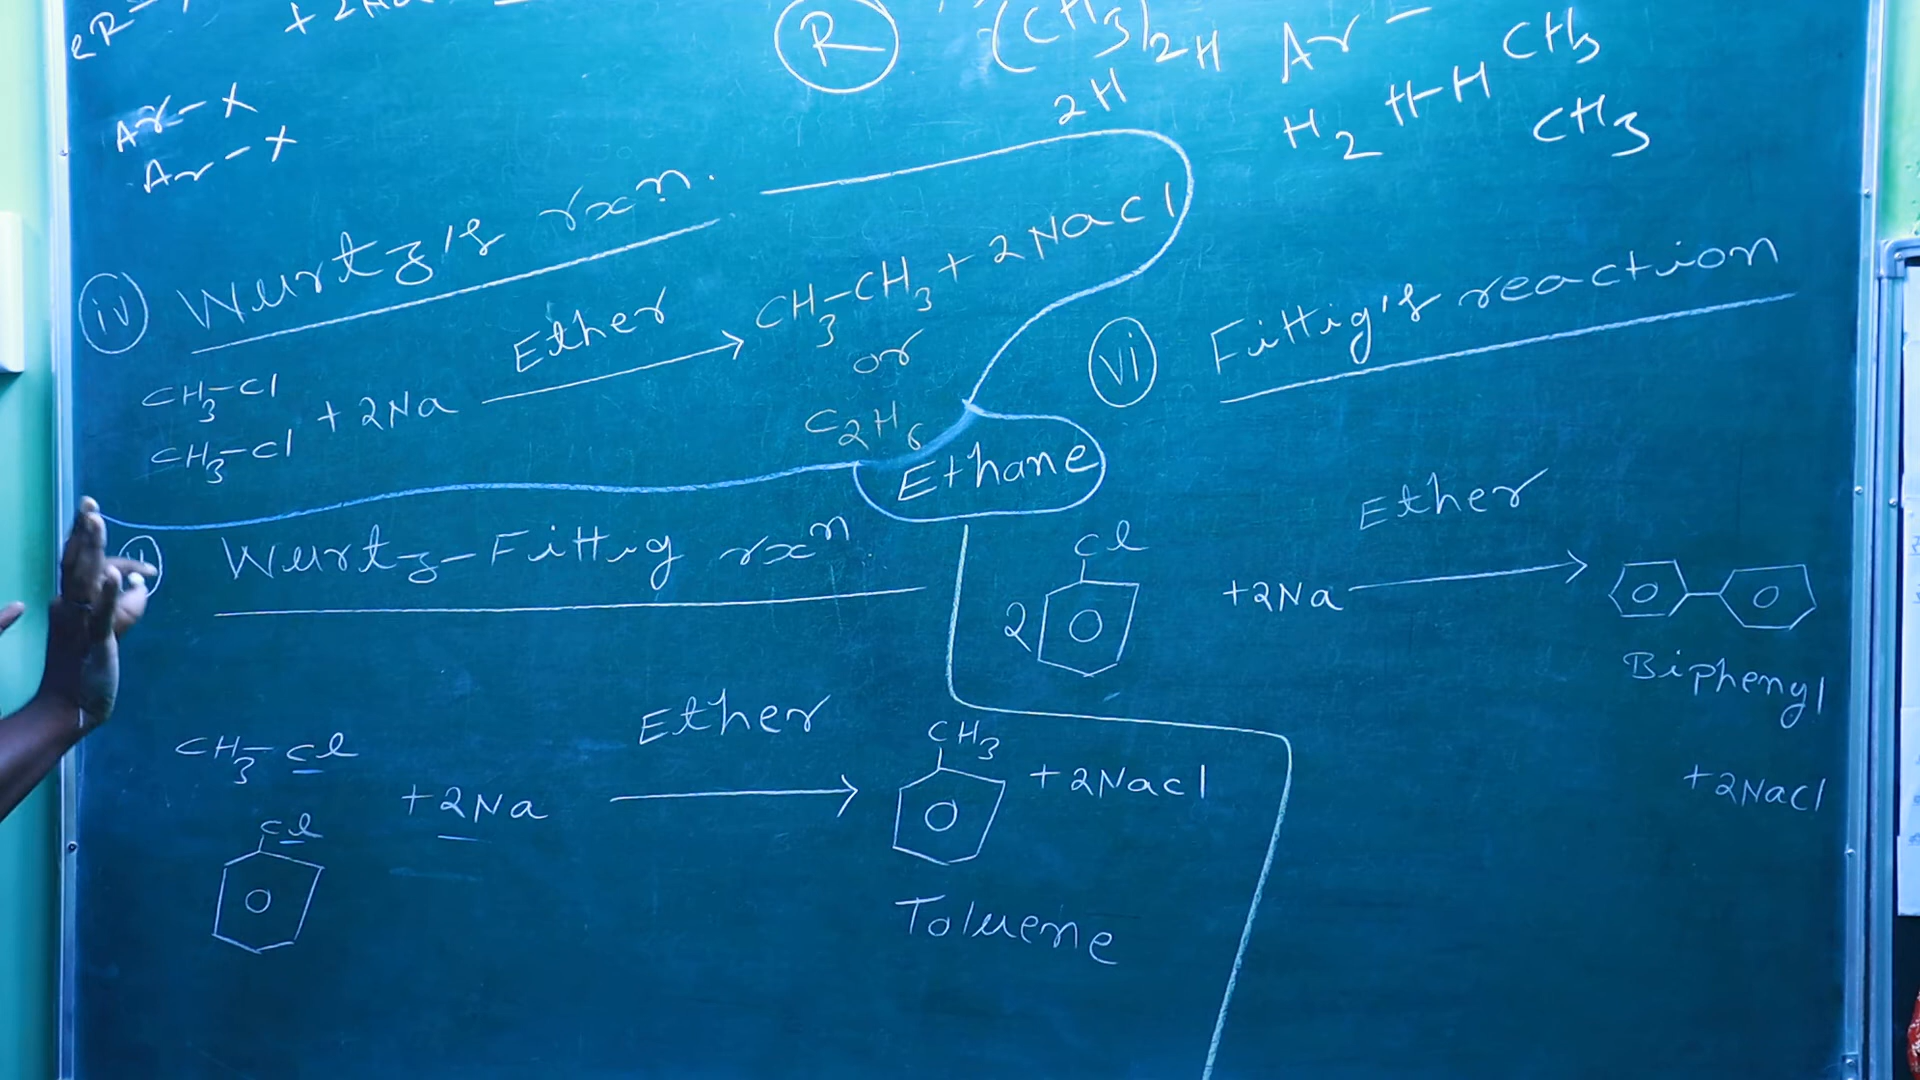 + 2Na
Ar-X
Ar-X
R
(CH3)2H
2H
Ar-
CH3
H2 H-H
CH3
iv Wurtz's rxn.
CH3-Cl
CH3-Cl + 2Na Ether → CH3-CH3 + 2NaCl
or
C2H6
Ethane
Wurtz-Fittig rxn.
CH3-Cl
Cl
+2Na Ether →
CH3
+2NaCl
Toluene
vi Fittig's reaction
Cl
2 +2Na Ether →
Biphenyl
+2NaCl